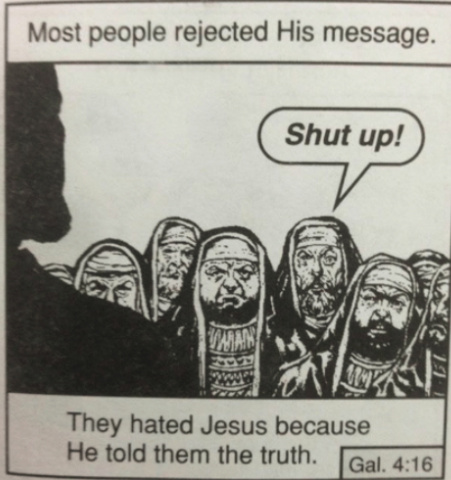 Most people rejected His message.
Shut up!
They hated Jesus because
He told them the truth.
Gal. 4:16